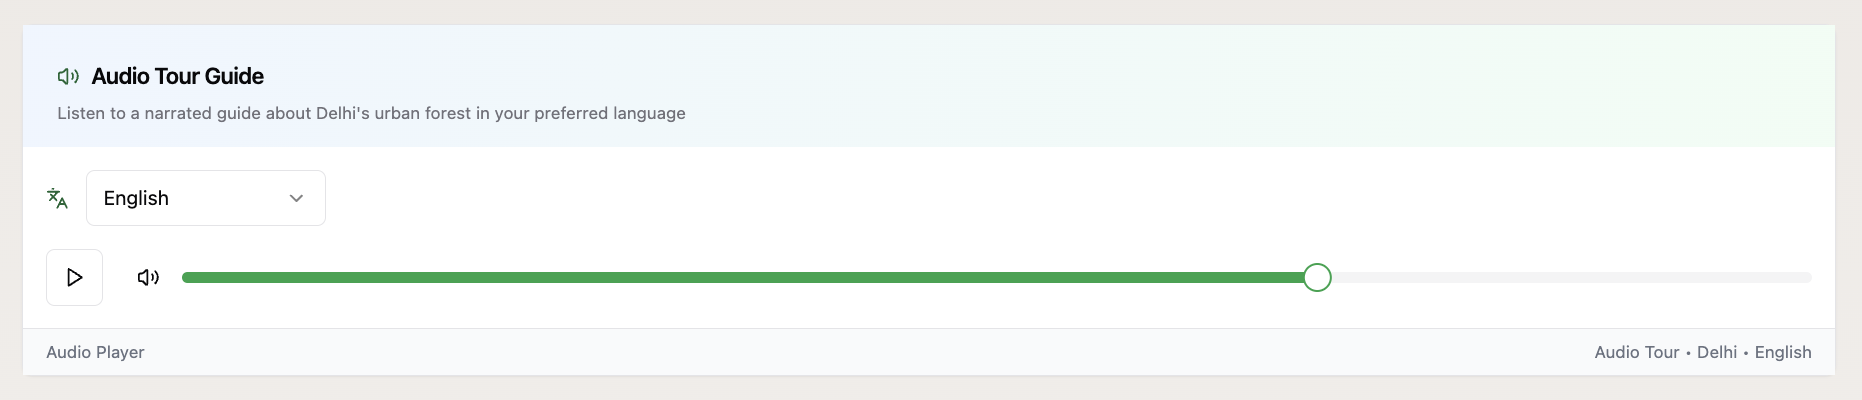 Audio Tour Guide
Listen to a narrated guide about Delhi's urban forest in your preferred language
English
Audio Player
Audio Tour • Delhi • English